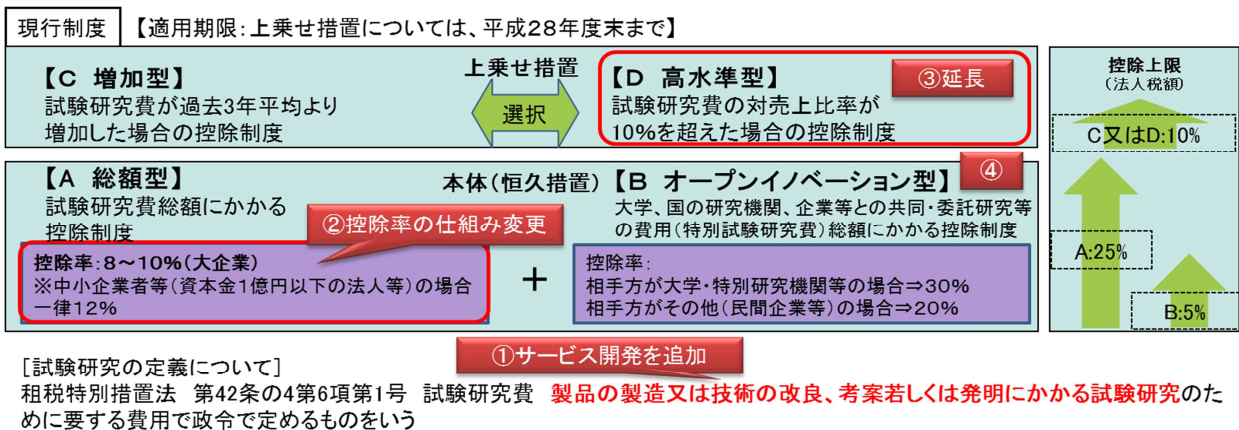 現行制度 【適用期限:上乗せ措置については、平成28年度末まで】
【C 増加型】
試験研究費が過去3年平均より
増加した場合の控除制度
上乗せ措置
選択
【D 高水準型】
③延長
試験研究費の対売上比率が
10%を超えた場合の控除制度
【A 総額型】
試験研究費総額にかかる
控除制度
②控除率の仕組み変更
控除率:8~10%(大企業)
※中小企業者等(資本金1億円以下の法人等)の場合
一律12%
本体(恒久措置)
+
【B オープンイノベーション型】
④
大学、国の研究機関、企業等との共同・委託研究等
の費用(特別試験研究費)総額にかかる控除制度
控除率:
相手方が大学・特別研究機関等の場合⇒30%
相手方がその他(民間企業等)の場合⇒20%
控除上限
(法人税額)
C又はD:10%
A:25%
B:5%
①サービス開発を追加
[試験研究の定義について]
租税特別措置法 第42条の4第6項第1号 試験研究費 製品の製造又は技術の改良、考案若しくは発明にかかる試験研究のた
めに要する費用で政令で定めるものをいう